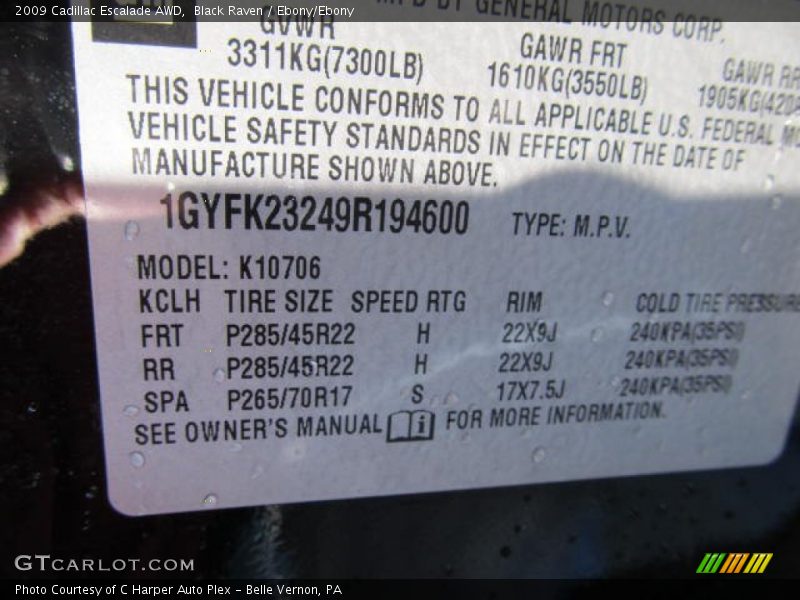 2009 Cadillac Escalade AWD, Black Raven / Ebony/Ebony
MFD BY GENERAL MOTORS CORP.
GVWR GAWR FRT GAWR RR
3311KG(7300LB) 1610KG(3550LB) 1905KG(420
THIS VEHICLE CONFORMS TO ALL APPLICABLE U.S. FEDERAL M
VEHICLE SAFETY STANDARDS IN EFFECT ON THE DATE OF
MANUFACTURE SHOWN ABOVE.
1GYFK23249R194600 TYPE: M.P.V.
MODEL: K10706
KCLH TIRE SIZE SPEED RTG RIM COLD TIRE PRESSURE
FRT P285/45R22 H 22X9J 240KPA(35PSI)
RR P285/45R22 H 22X9J 240KPA(35PSI)
SPA P265/70R17 S 17X7.5J 240KPA(35PSI)
SEE OWNER'S MANUAL i FOR MORE INFORMATION.
GTCARLOT.COM
Photo Courtesy of C Harper Auto Plex - Belle Vernon, PA